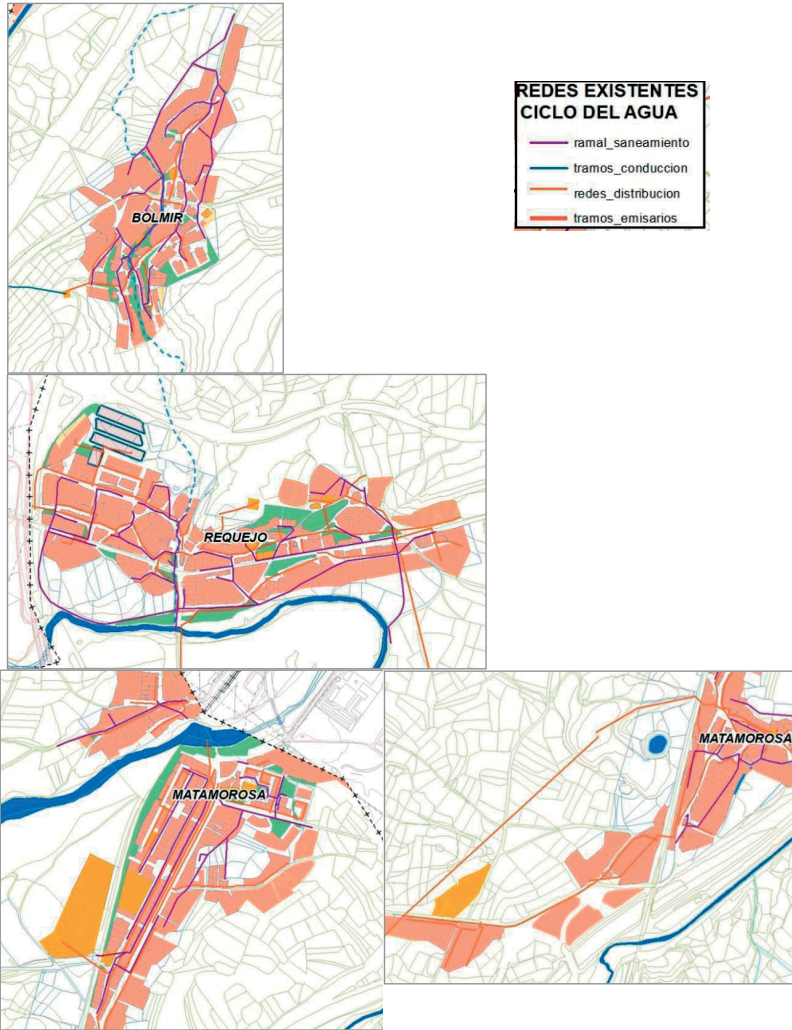 REDES EXISTENTES
CICLO DEL AGUA
ramal_saneamiento
tramos_conduccion
redes_distribucion
tramos_emisarios
BOLMIR
REQUEJO
MATAMOROSA
MATAMOROSA